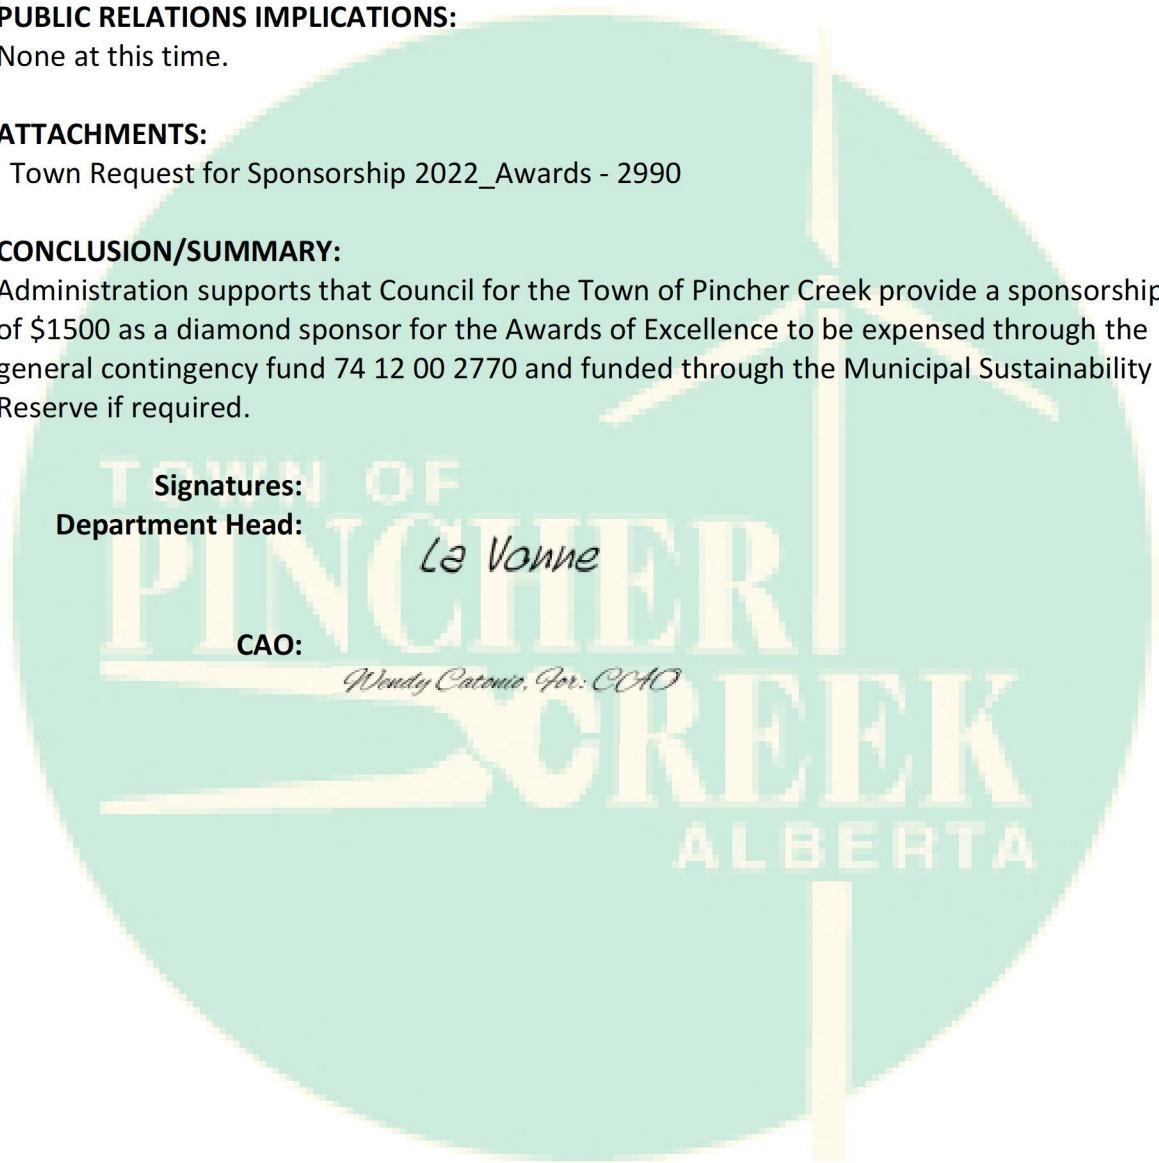 PUBLIC RELATIONS IMPLICATIONS:
None at this time.
ATTACHMENTS:
Town Request for Sponsorship 2022_Awards - 2990
CONCLUSION/SUMMARY:
Administration supports that Council for the Town of Pincher Creek provide a sponsorship
of $1500 as a diamond sponsor for the Awards of Excellence to be expensed through the
general contingency fund 74 12 00 2770 and funded through the Municipal Sustainability
Reserve if required.
TOWN OF
Signatures:
Department Head:
La Vonne
PINCHER
CAO:
Wendy Catonio, For: CCAO
CREEK
ALBERTA